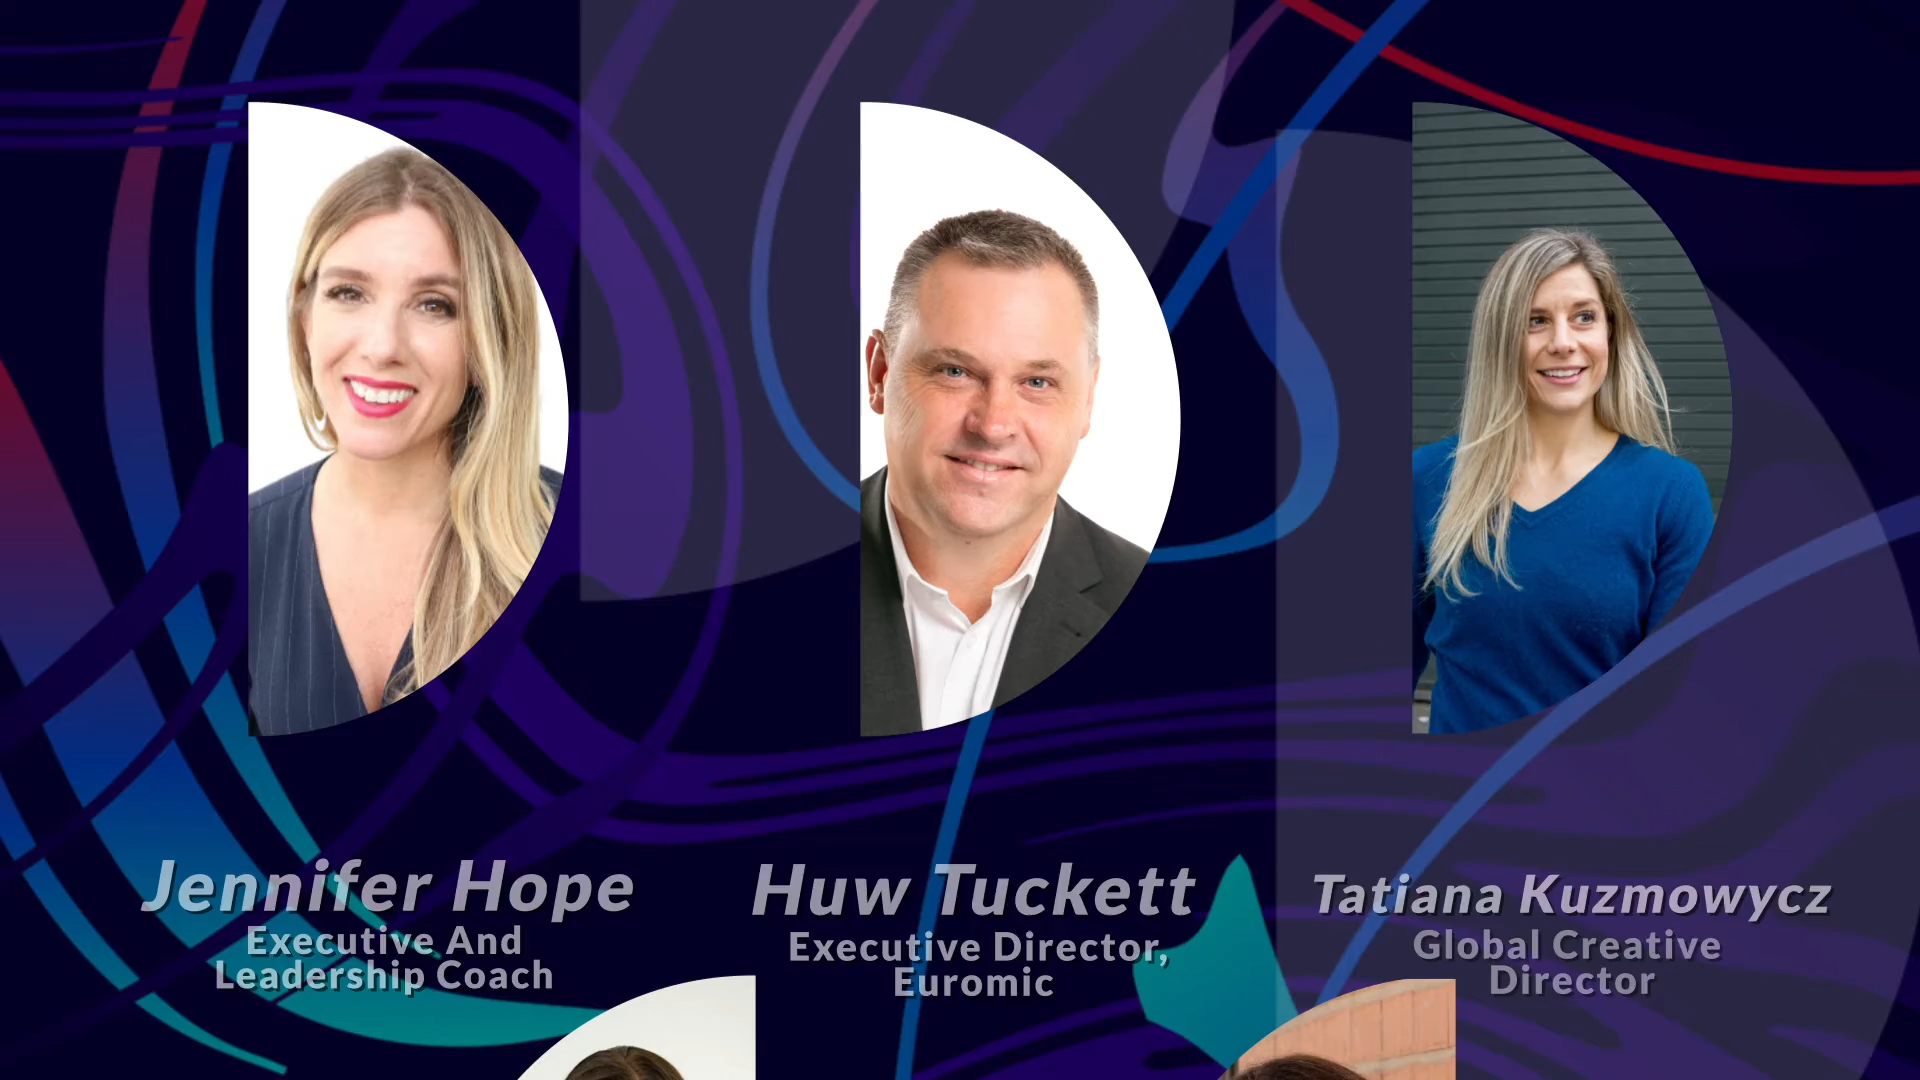 Jennifer Hope
Executive And
Leadership Coach
Huw Tuckett
Executive Director,
Euromic
Tatiana Kuzmowycz
Global Creative
Director